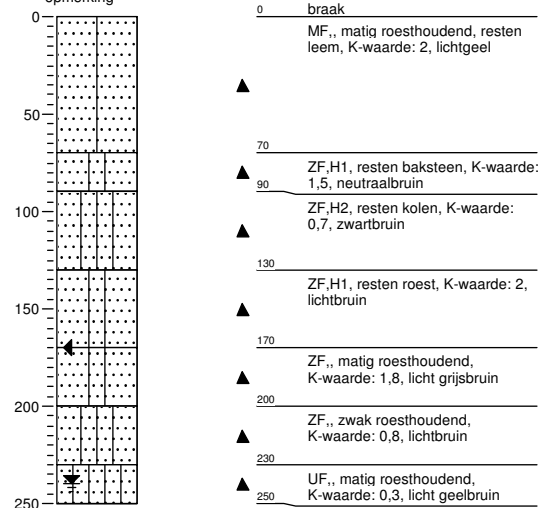 opmerking
0
50
100
150
200
250
0 braak
MF,, matig roesthoudend, resten
leem, K-waarde: 2, lichtgeel
70
ZF,H1, resten baksteen, K-waarde:
1,5, neutraalbruin
90
ZF,H2, resten kolen, K-waarde:
0,7, zwartbruin
130
ZF,H1, resten roest, K-waarde: 2,
lichtbruin
170
ZF,, matig roesthoudend,
K-waarde: 1,8, licht grijsbruin
200
ZF,, zwak roesthoudend,
K-waarde: 0,8, lichtbruin
230
UF,, matig roesthoudend,
K-waarde: 0,3, licht geelbruin
250